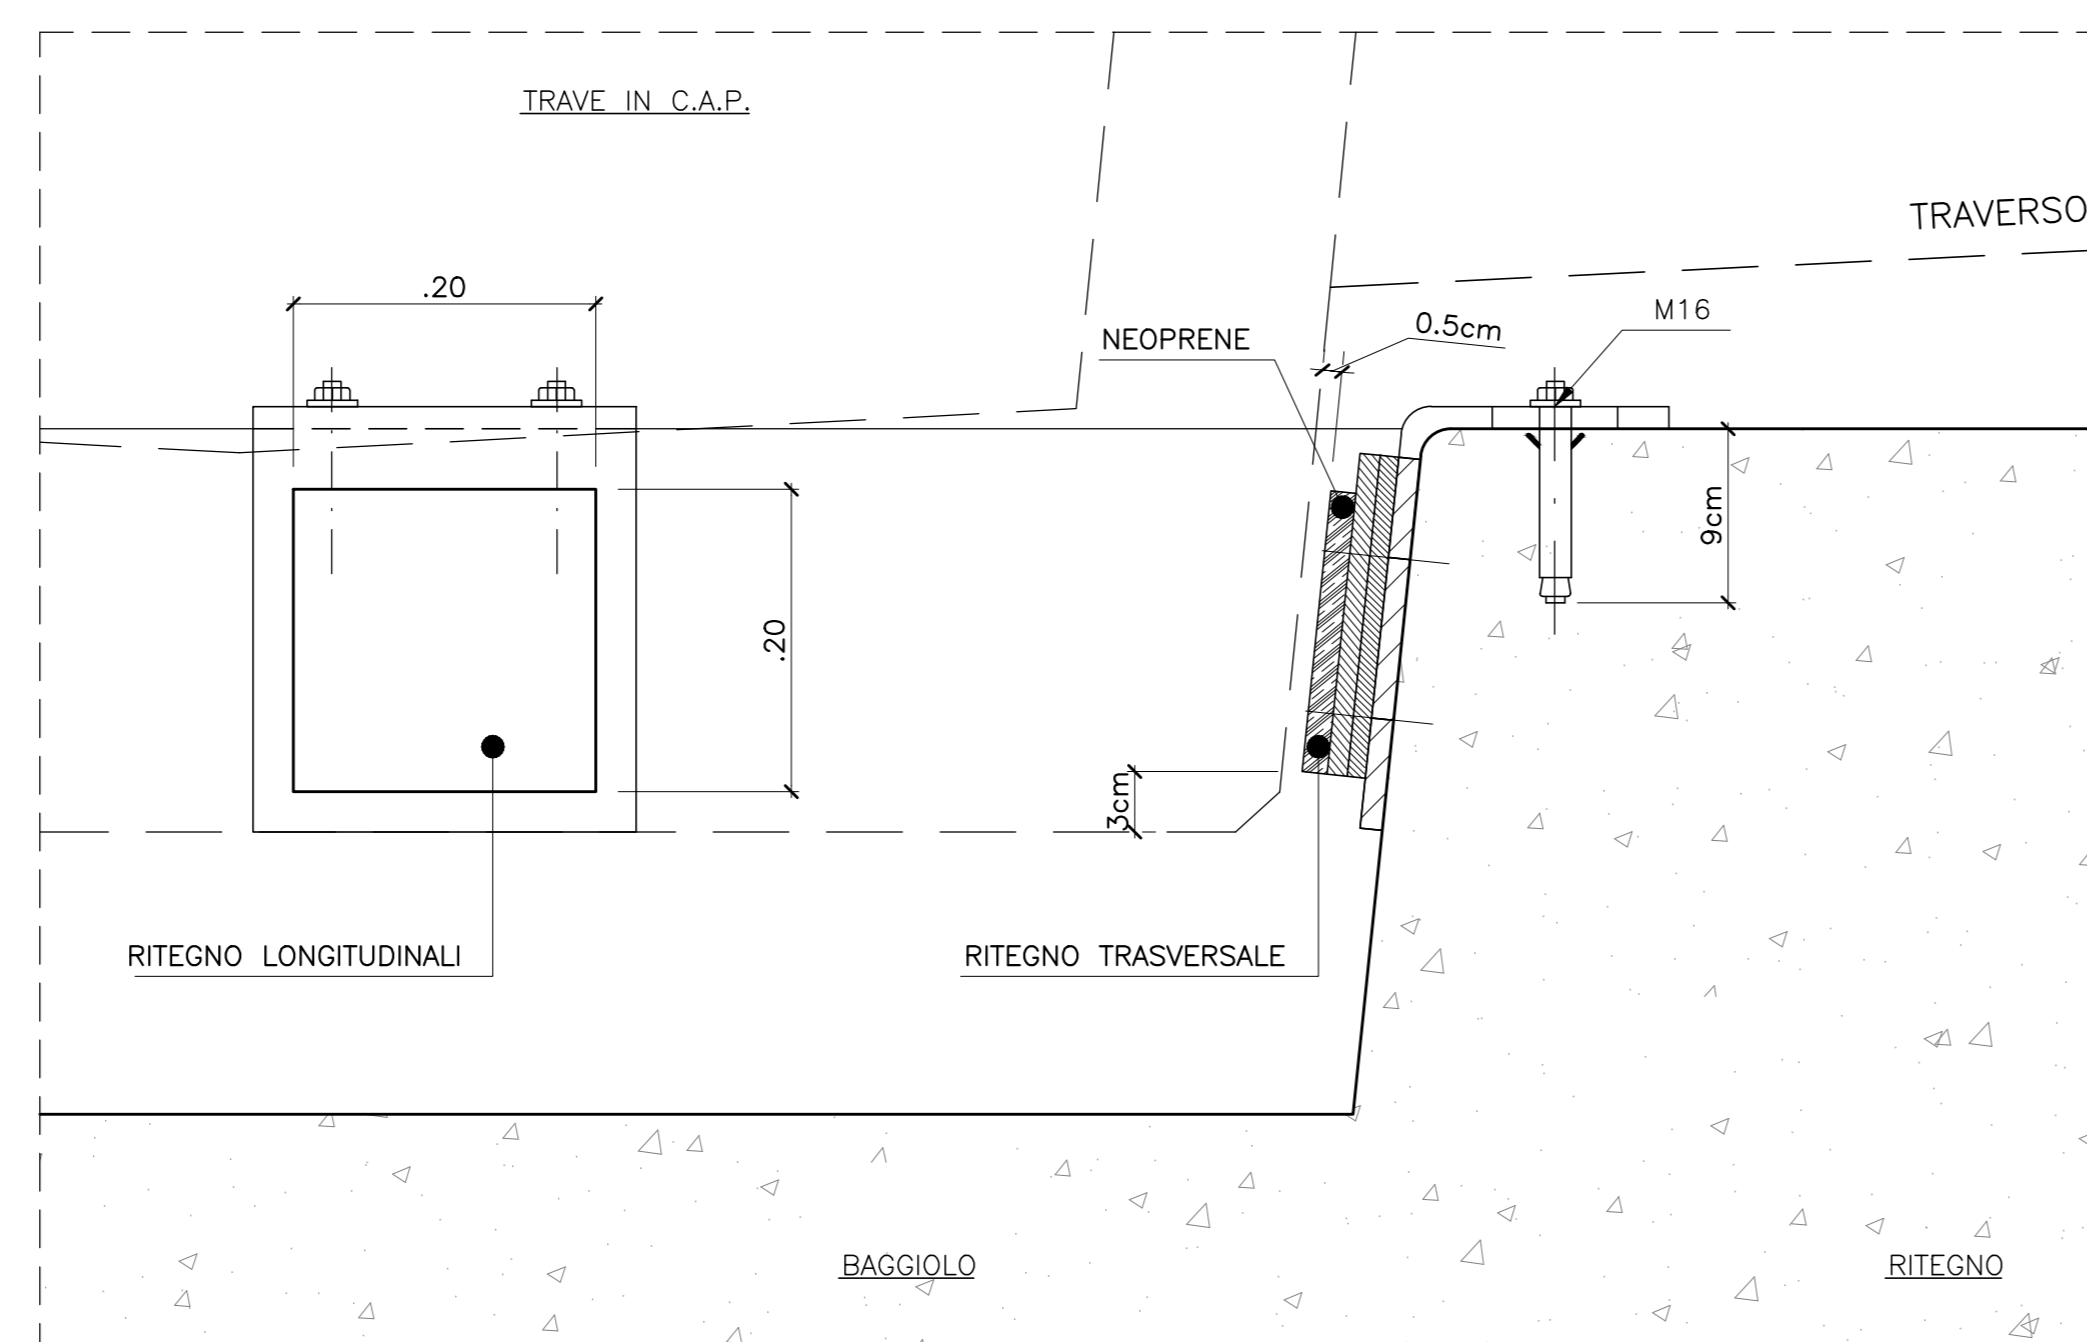 TRAVE IN C.A.P.
TRAVERSO
.20
M16
0.5cm
NEOPRENE
9cm
.20
3cm
RITEGNO LONGITUDINALI
RITEGNO TRASVERSALE
BAGGIOLO
RITEGNO